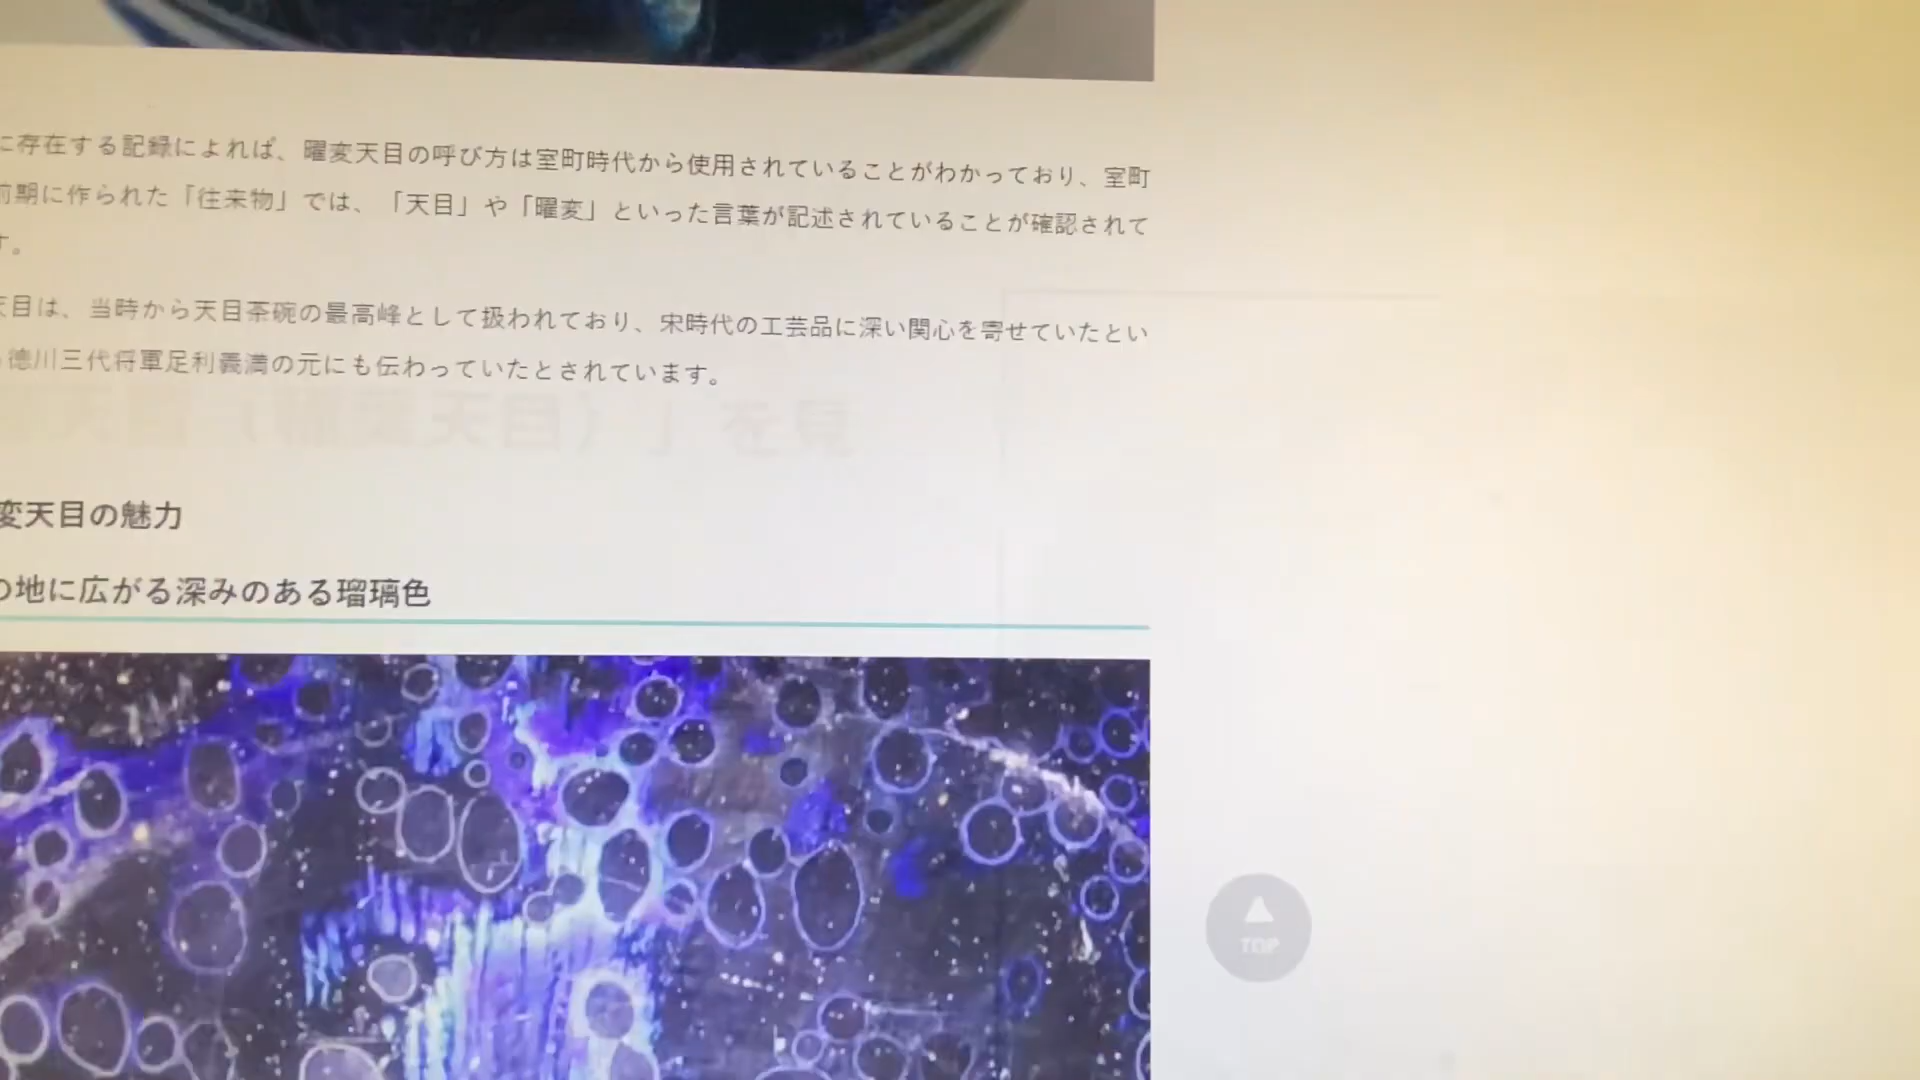 に存在する記録によれば、曜変天目の呼び方は室町時代から使用されていることがわかっており、室町
前期に作られた「往来物」では、「天目」や「曜変」といった言葉が記述されていることが確認されて
す。
天目は、当時から天目茶碗の最高峰として扱われており、宋時代の工芸品に深い関心を寄せていたとい
徳川三代将軍足利義満の元にも伝わっていたとされています。
天目）」を見
変天目の魅力
の地に広がる深みのある瑠璃色
TOP